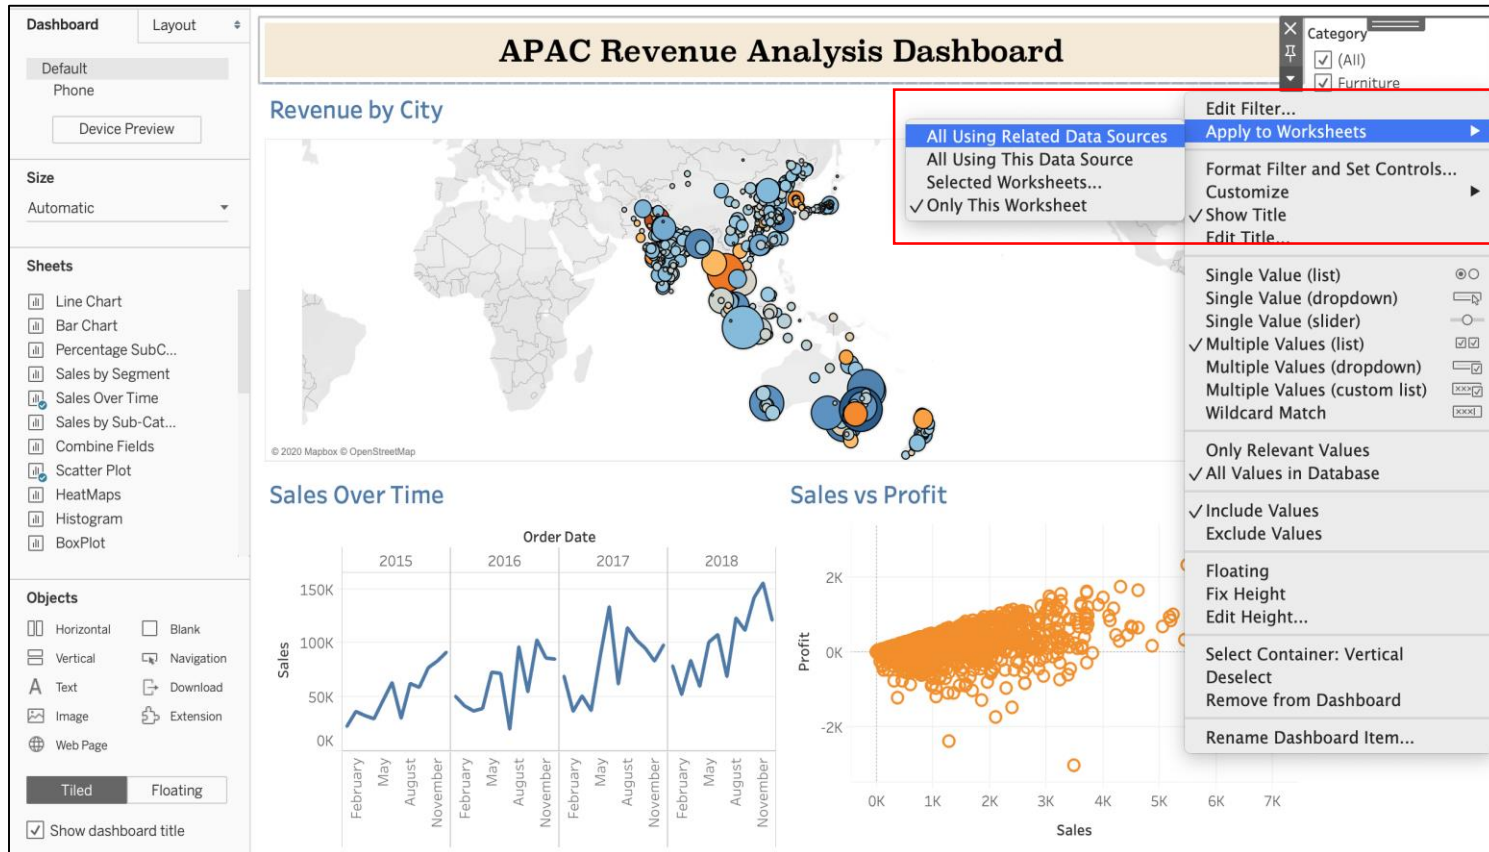 Dashboard
Layout
Default
Phone
Device Preview
Size
Automatic
Sheets
Line Chart
Bar Chart
Percentage SubC...
Sales by Segment
Sales Over Time
Sales by Sub-Cat...
Combine Fields
Scatter Plot
HeatMaps
Histogram
BoxPlot
Objects
Horizontal
Blank
Vertical
Navigation
Text
Download
Image
Extension
Web Page
Tiled
Floating
Show dashboard title
APAC Revenue Analysis Dashboard
Category
(All)
Furniture
Revenue by City
© 2020 Mapbox © OpenStreetMap
All Using Related Data Sources
All Using This Data Source
Selected Worksheets...
Only This Worksheet
Edit Filter...
Apply to Worksheets
Format Filter and Set Controls...
Customize
Show Title
Edit Title...
Single Value (list)
Single Value (dropdown)
Single Value (slider)
Multiple Values (list)
Multiple Values (dropdown)
Multiple Values (custom list)
Wildcard Match
Only Relevant Values
All Values in Database
Include Values
Exclude Values
Floating
Fix Height
Edit Height...
Select Container: Vertical
Deselect
Remove from Dashboard
Rename Dashboard Item...
Sales Over Time
Order Date
2015 2016 2017 2018
Sales
150K
100K
50K
0K
February May August November February May August November February May August November February May August November
Sales vs Profit
Profit
2K
0K
-2K
0K 1K 2K 3K 4K 5K 6K 7K
Sales